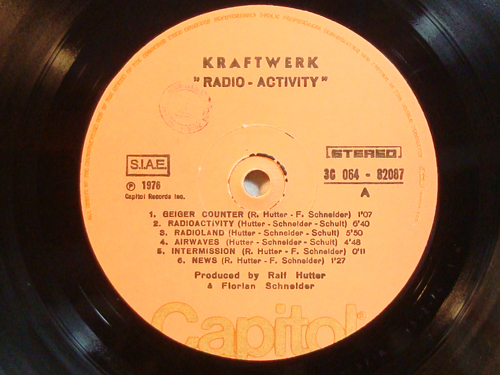 KRAFTWERK
"RADIO - ACTIVITY"
S.I.A.E.
℗ 1976
Capitol Records Inc.
STEREO
3C 064 - 82087
A
1. GEIGER COUNTER (R. Hutter - F. Schneider) 1'07
2. RADIOACTIVITY (Hutter - Schneider - Schult) 6'40
3. RADIOLAND (Hutter - Schneider - Schult) 5'50
4. AIRWAVES (Hutter - Schneider - Schult) 4'48
5. INTERMISSION (R. Hutter - F. Schneider) 0'11
6. NEWS (R. Hutter - F. Schneider) 1'27
Produced by Ralf Hutter
& Florian Schneider
Capitol®